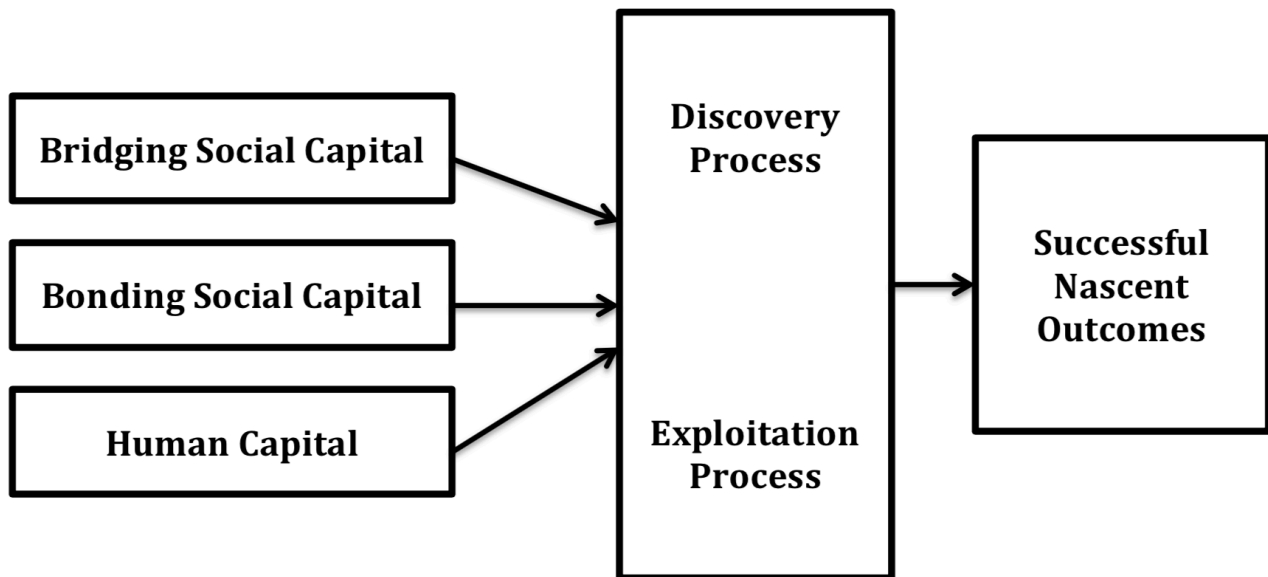 Bridging Social Capital
Bonding Social Capital
Human Capital
Discovery
Process
Exploitation
Process
Successful
Nascent
Outcomes